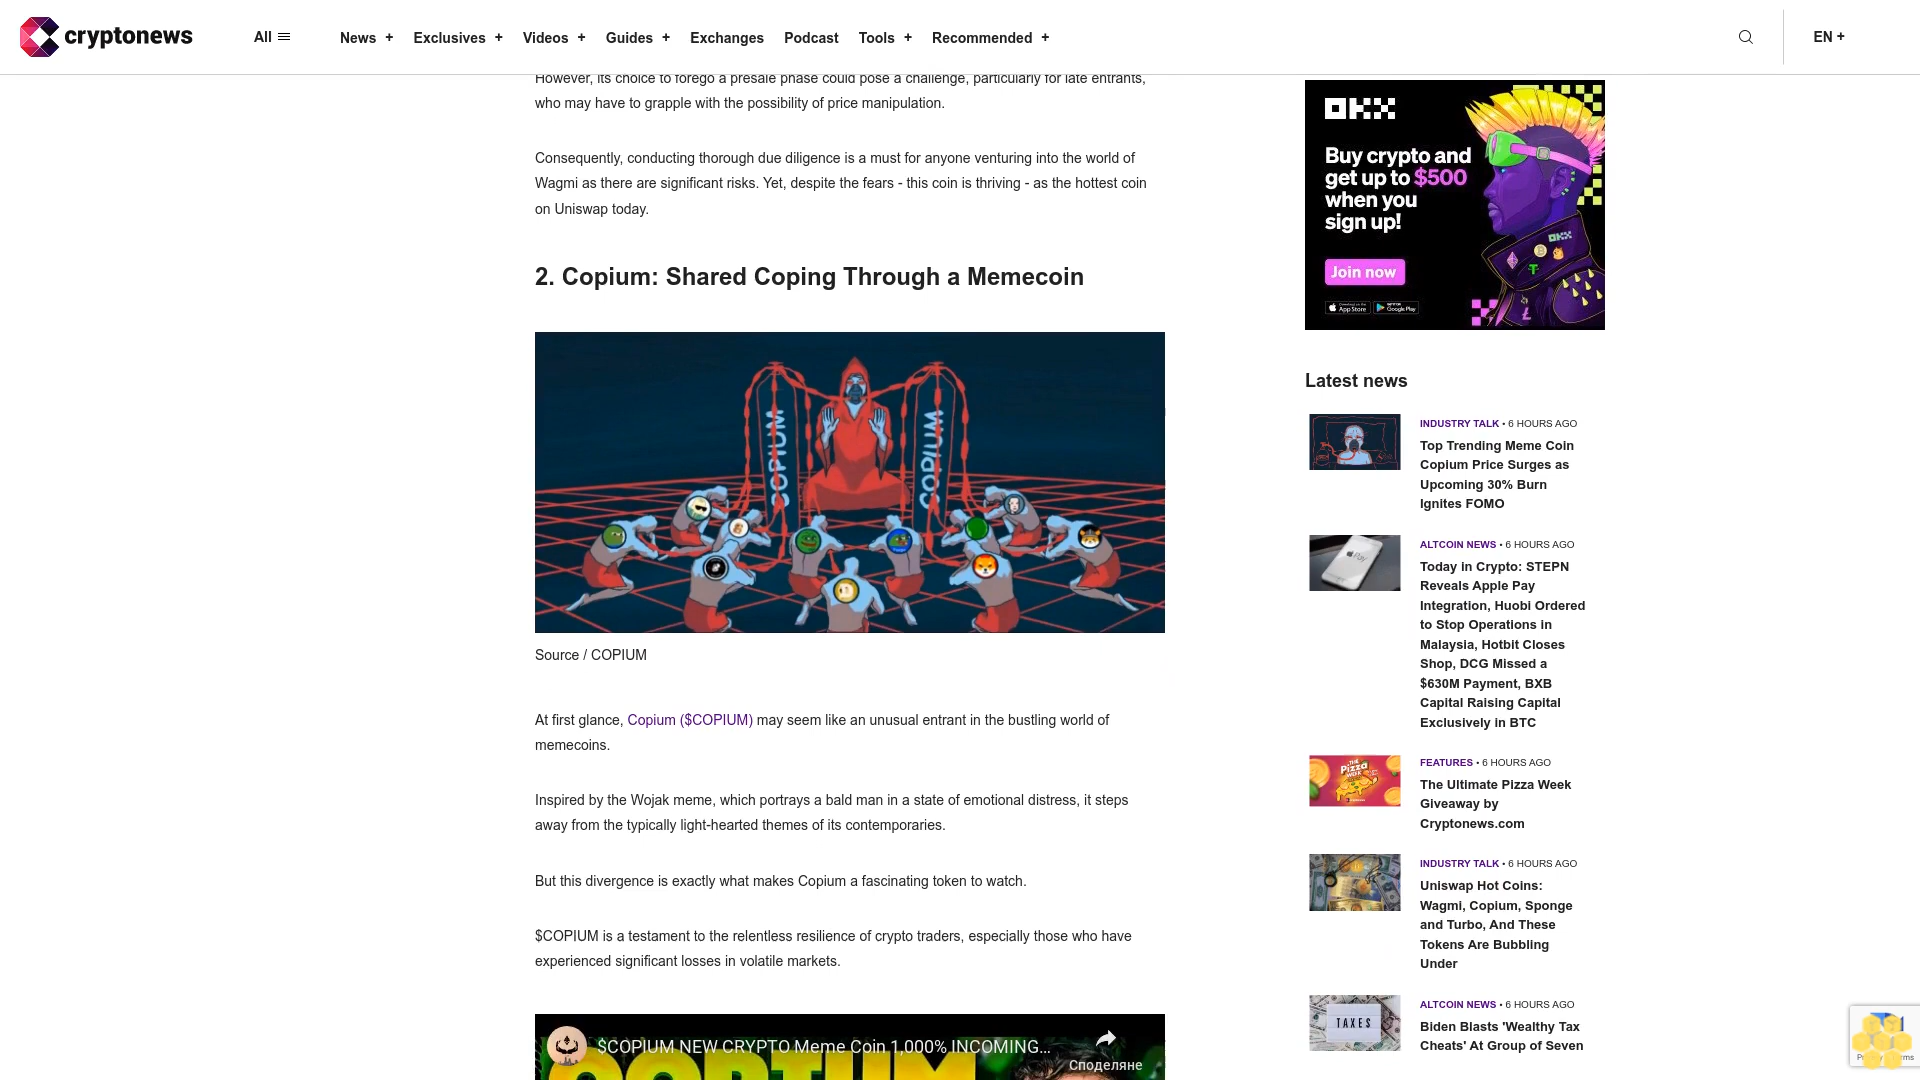 cryptonews
All
News +
Exclusives +
Videos +
Guides +
Exchanges
Podcast
Tools +
Recommended +
EN +
However, its choice to forego a presale phase could pose a challenge, particularly for late entrants,
who may have to grapple with the possibility of price manipulation.
Consequently, conducting thorough due diligence is a must for anyone venturing into the world of
Wagmi as there are significant risks. Yet, despite the fears - this coin is thriving - as the hottest coin
on Uniswap today.
2. Copium: Shared Coping Through a Memecoin
COPIUM
COPIUM
Source / COPIUM
At first glance, Copium ($COPIUM) may seem like an unusual entrant in the bustling world of
memecoins.
Inspired by the Wojak meme, which portrays a bald man in a state of emotional distress, it steps
away from the typically light-hearted themes of its contemporaries.
But this divergence is exactly what makes Copium a fascinating token to watch.
$COPIUM is a testament to the relentless resilience of crypto traders, especially those who have
experienced significant losses in volatile markets.
$COPIUM NEW CRYPTO Meme Coin 1,000% INCOMING...
Споделяне
OKX
Buy crypto and
get up to $500
when you
sign up!
Join now
App Store
Google Play
OKX
Latest news
INDUSTRY TALK • 6 HOURS AGO
Top Trending Meme Coin
Copium Price Surges as
Upcoming 30% Burn
Ignites FOMO
Pay
ALTCOIN NEWS • 6 HOURS AGO
Today in Crypto: STEPN
Reveals Apple Pay
Integration, Huobi Ordered
to Stop Operations in
Malaysia, Hotbit Closes
Shop, DCG Missed a
$630M Payment, BXB
Capital Raising Capital
Exclusively in BTC
THE
Pizza
WEEK
FEATURES • 6 HOURS AGO
The Ultimate Pizza Week
Giveaway by
Cryptonews.com
INDUSTRY TALK • 6 HOURS AGO
Uniswap Hot Coins:
Wagmi, Copium, Sponge
and Turbo, And These
Tokens Are Bubbling
Under
TAXES
ALTCOIN NEWS • 6 HOURS AGO
Biden Blasts 'Wealthy Tax
Cheats' At Group of Seven